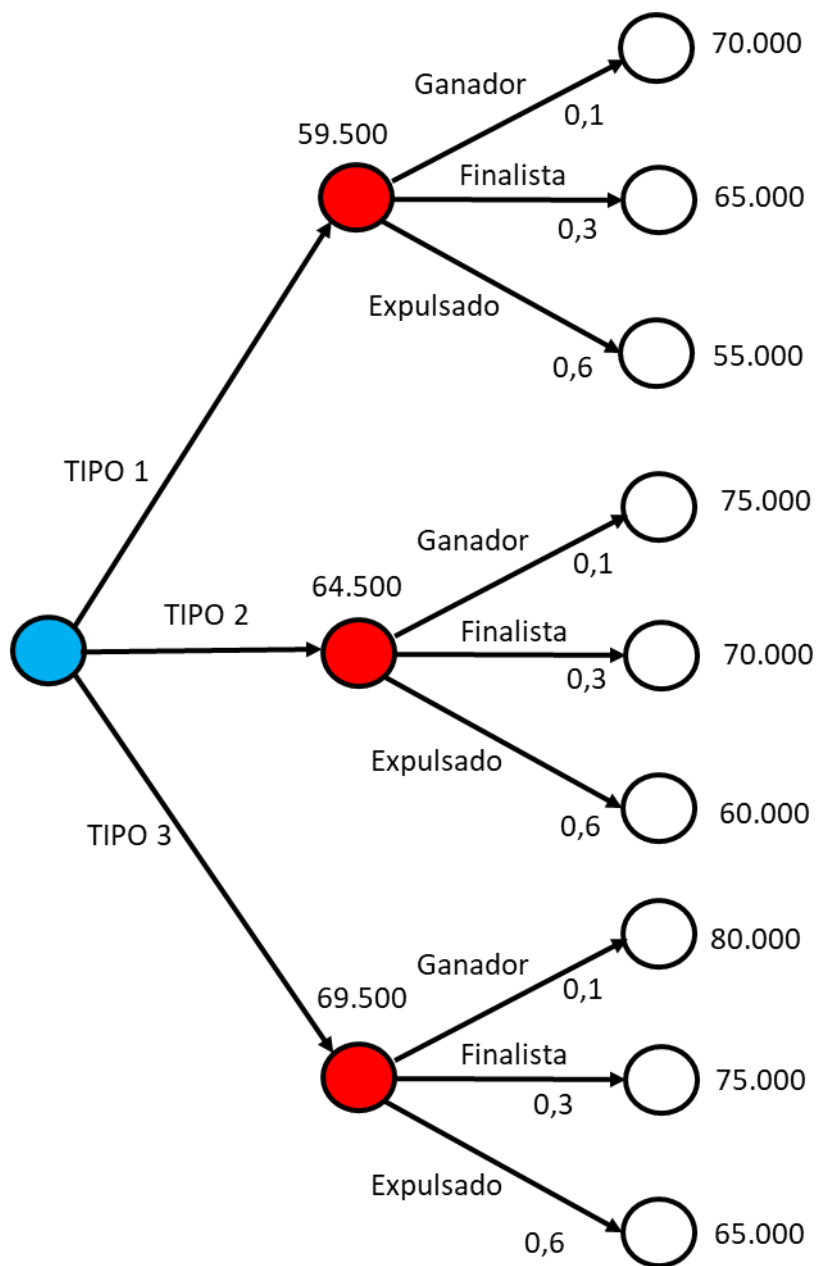 70.000
Ganador
0,1
59.500
Finalista
65.000
0,3
Expulsado
0,6
55.000
TIPO 1
75.000
Ganador
0,1
64.500
TIPO 2
Finalista
70.000
0,3
Expulsado
0,6
60.000
TIPO 3
80.000
Ganador
0,1
69.500
Finalista
75.000
0,3
Expulsado
0,6
65.000